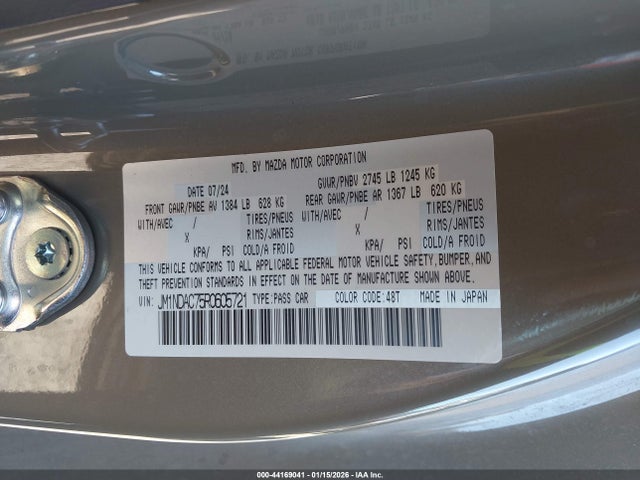 MFD. BY MAZDA MOTOR CORPORATION
DATE 07/24 GVWR/PNBV 2745 LB 1245 KG
FRONT GAWR/PNBE AV 1384 LB 628 KG REAR GAWR/PNBE AR 1367 LB 620 KG
WITH/AVEC / TIRES/PNEUS WITH/AVEC / TIRES/PNEUS
X RIMS/JANTES X RIMS/JANTES
KPA/ PSI COLD/A FROID KPA/ PSI COLD/A FROID
THIS VEHICLE CONFORMS TO ALL APPLICABLE FEDERAL MOTOR VEHICLE SAFETY, BUMPER, AND
THEFT PREVENTION STANDARDS IN EFFECT ON THE DATE OF MANUFACTURE SHOWN ABOVE.
VIN: JM1NDAC75R0605721 TYPE:PASS CAR COLOR CODE:48T MADE IN JAPAN
000-44169041 - 01/15/2026 - IAA Inc.